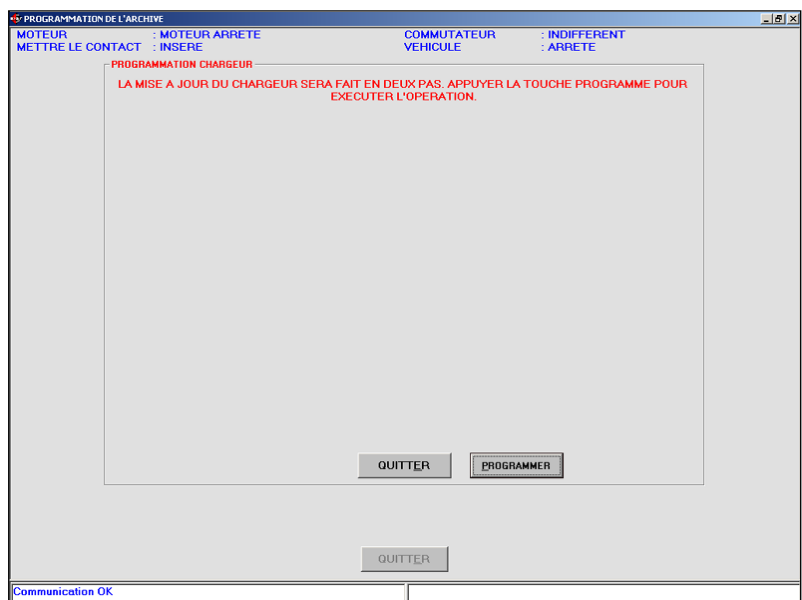 PROGRAMMATION DE L'ARCHIVE
MOTEUR : MOTEUR ARRETE COMMUTATEUR : INDIFFERENT
METTRE LE CONTACT : INSERE VEHICULE : ARRETE
PROGRAMMATION CHARGEUR
LA MISE A JOUR DU CHARGEUR SERA FAIT EN DEUX PAS. APPUYER LA TOUCHE PROGRAMME POUR
EXECUTER L'OPERATION.
QUITTER PROGRAMMER
QUITTER
Communication OK